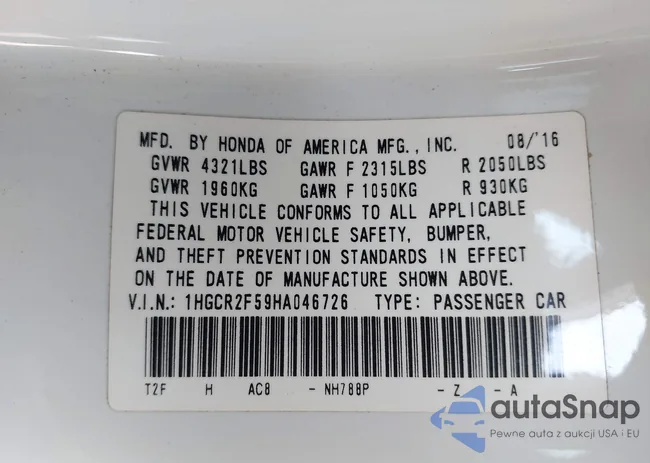 MFD. BY HONDA OF AMERICA MFG., INC. 08/'16
GVWR 4321LBS GAWR F 2315LBS R 2050LBS
GVWR 1960KG GAWR F 1050KG R 930KG
THIS VEHICLE CONFORMS TO ALL APPLICABLE
FEDERAL MOTOR VEHICLE SAFETY, BUMPER,
AND THEFT PREVENTION STANDARDS IN EFFECT
ON THE DATE OF MANUFACTURE SHOWN ABOVE.
V.I.N.: 1HGCR2F59HA046726 TYPE: PASSENGER CAR
T2F H AC8 - NH788P - Z - A
autaSnap
Pewne auta z aukcji USA i EU